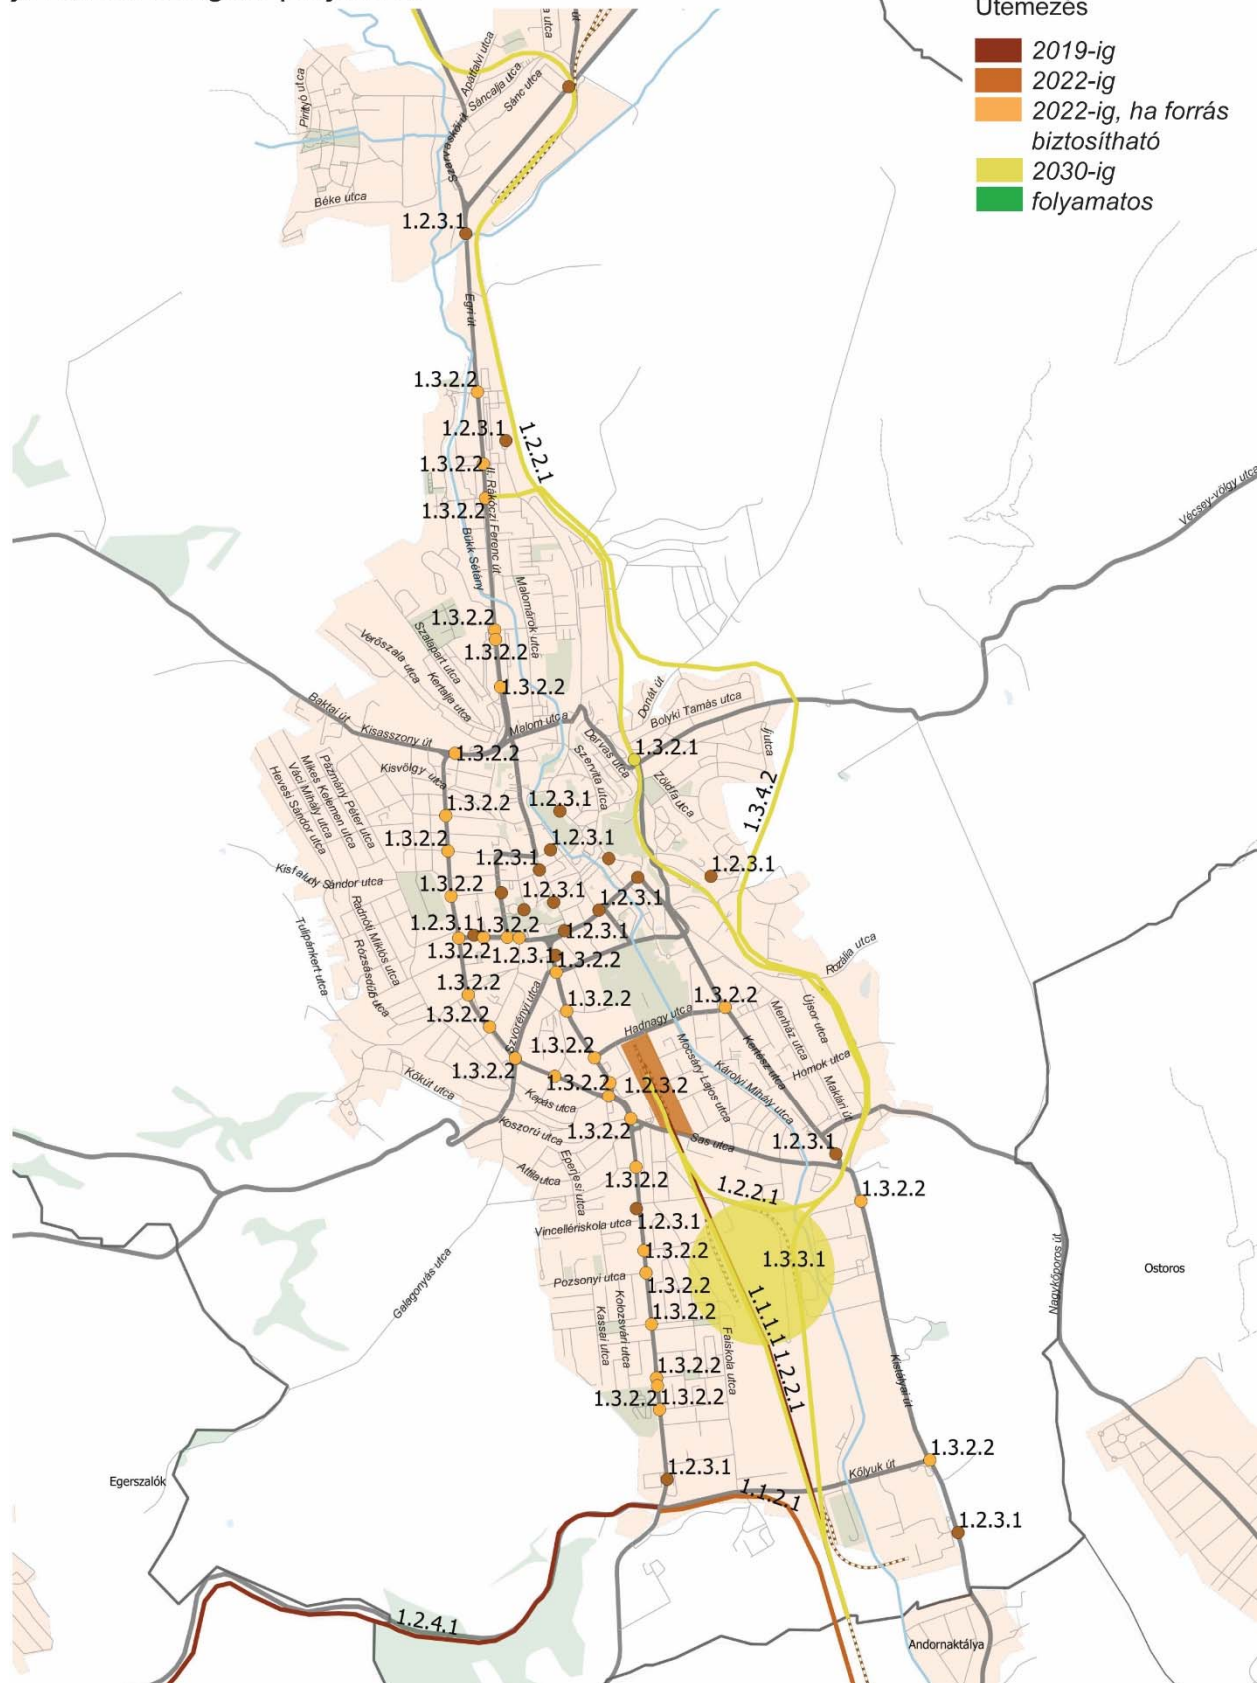 Ütemezés
2019-ig
2022-ig
2022-ig, ha forrás
biztosítható
2030-ig
folyamatos
Apátfalvi utca
Sáncalja utca
Sánc utca
Szarvaskői út
Béke utca
1.2.3.1
Egri út
1.3.2.2
1.2.3.1
1.2.2.1
1.3.2.2
II. Rákóczi Ferenc út
1.3.2.2
Vécsey-völgy utca
Bükk Sétány
Malomárok utca
1.3.2.2
Szalapart utca
1.3.2.2
Verőszala utca
Kertalja utca
1.3.2.2
Donát út
Bolyki Tamás utca
Baktai út
Malom utca
Kisasszony út
Dervas utca
Íj utca
1.3.2.2
1.3.2.1
Szervita utca
Kisvölgy utca
Zöldfa utca
Pázmány Péter utca
Mikes Kelemen utca
Váci Mihály utca
Hevesi Sándor utca
1.3.4.2
1.3.2.2
1.2.3.1
1.3.2.2
1.2.3.1
1.2.3.1
1.2.3.1
Kisfaludy Sándor utca
1.3.2.2
1.2.3.1
1.2.3.1
Radnóti Miklós utca
Tulipánkert utca
1.2.3.1
1.3.2.2
1.2.3.1
1.3.2.2
1.2.3.1
1.3.2.2
Rozália utca
1.3.2.2
1.3.2.2
1.3.2.2
1.3.2.2
Szvorényi utca
Hadnagy utca
Újsor utca
Menház utca
Kertész utca
Homok utca
1.3.2.2
1.3.2.2
Mocsáry Lajos utca
Károlyi Mihály utca
Maklári út
Kőkút utca
1.3.2.2
1.2.3.2
Kapás utca
Koszorú utca
1.3.2.2
Sas utca
1.2.3.1
Eperjesi utca
Attila utca
1.3.2.2
1.2.2.1
1.3.2.2
Vincellériskola utca
1.2.3.1
1.3.2.2
1.3.3.1
Ostoros
Nagykőporos út
Galagonyás utca
Pozsonyi utca
1.3.2.2
Kolozsvári utca
Kassai utca
1.3.2.2
1.1.1.1
Faiskola utca
1.2.2.1
1.3.2.2
1.3.2.2
1.3.2.2
Kistályai út
1.3.2.2
Kőlyuk út
1.2.3.1
Egerszalók
1.1.2.1
1.2.3.1
1.2.4.1
Andornaktálya